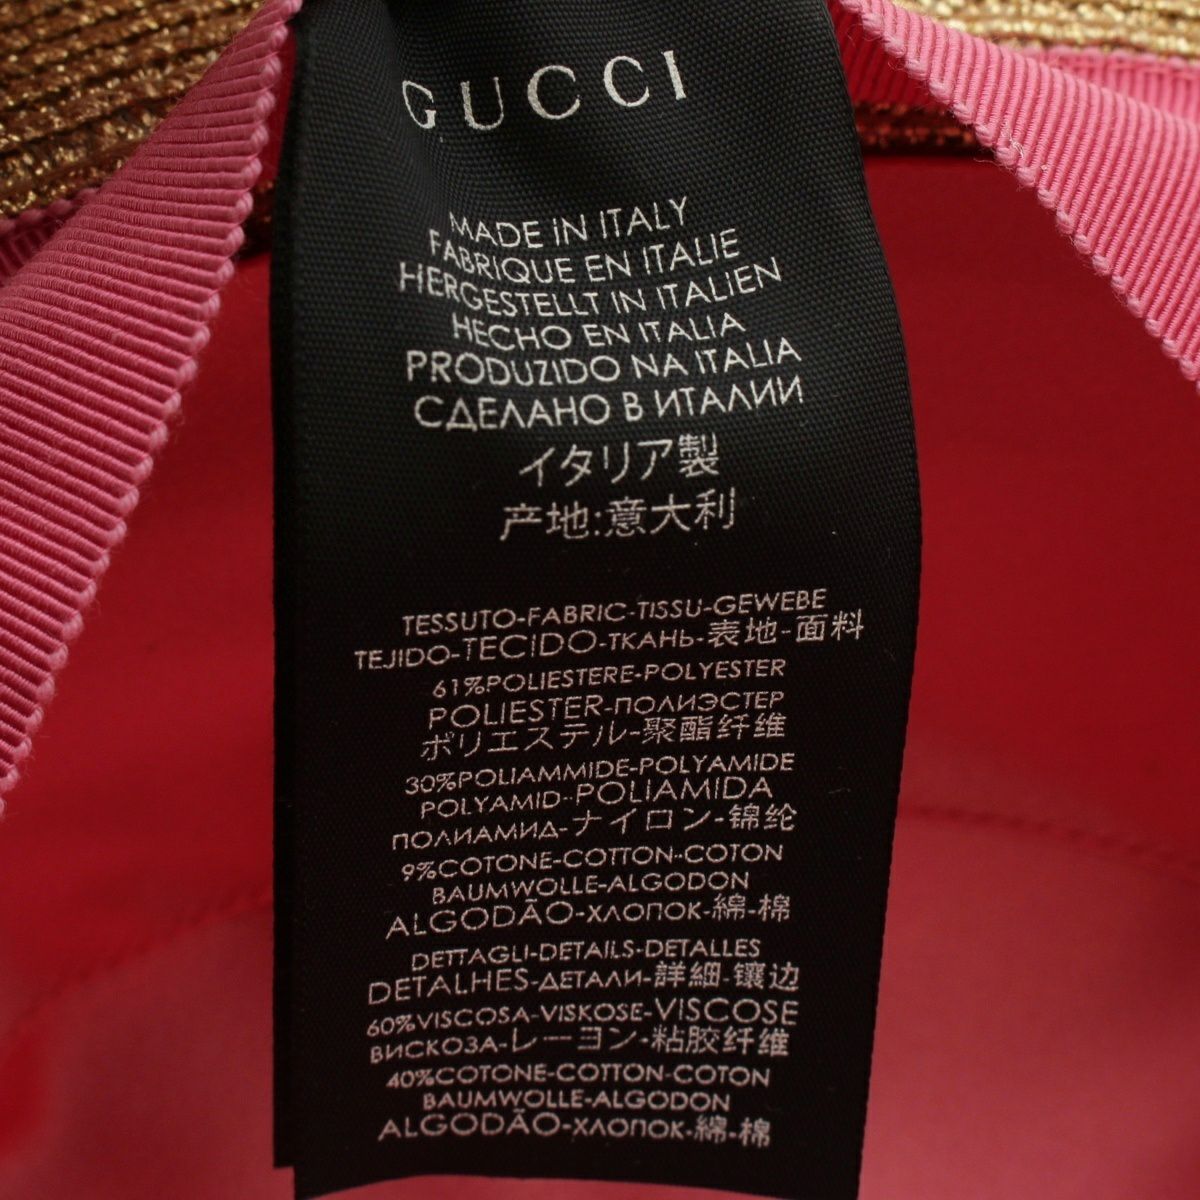 GUCCI
MADE IN ITALY
FABRIQUE EN ITALIE
HERGESTELLT IN ITALIEN
HECHO EN ITALIA
PRODUZIDO NA ITALIA
СДЕЛАНО В ИТАЛИИ
イタリア製
产地:意大利
TESSUTO-FABRIC-TISSU-GEWEBE
TEJIDO-TECIDO-ТКАНЬ-表地-面料
61%POLIESTERE-POLYESTER
POLIESTER-ПОЛИЭСТЕР
ポリエステル-聚酯纤维
30%POLIAMMIDE-POLYAMIDE
POLYAMID-POLIAMIDA
ПОЛИАМИД-ナイロン-锦纶
9%COTONE-COTTON-COTON
BAUMWOLLE-ALGODON
ALGODÃO-ХЛОПОК-綿-棉
DETTAGLI-DETAILS-DETALLES
DETALHES-ДЕТАЛИ-詳細-镶边
60%VISCOSA-VISKOSE-VISCOSE
ВИСКОЗА-レーヨン-粘胶纤维
40%COTONE-COTTON-COTON
BAUMWOLLE-ALGODON
ALGODÃO-ХЛОПОК-綿-棉